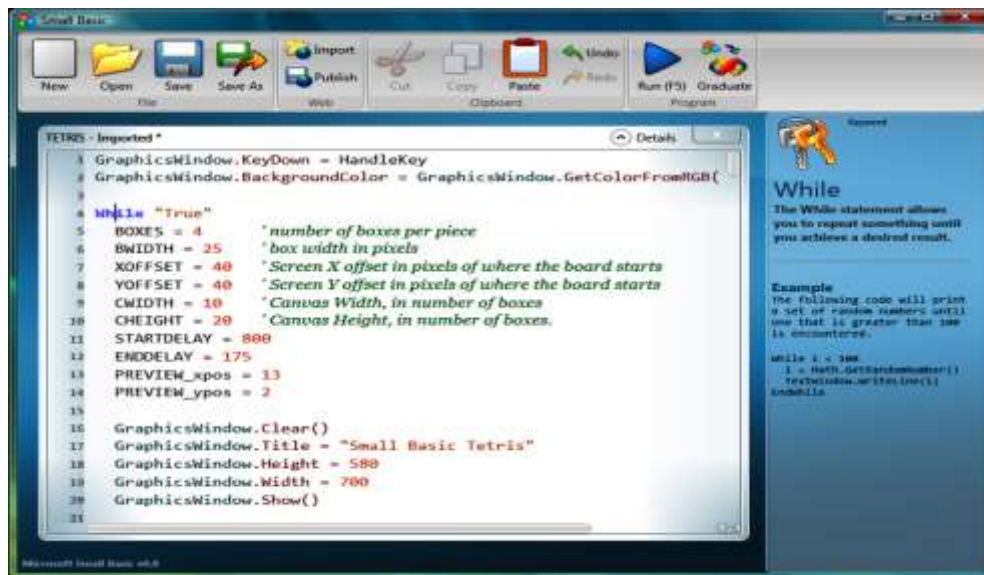 Small Basic
New Open Save Save As Import Publish Cut Copy Paste Undo Redo Run (F5) Graduate
File Web Clipboard Program
TETRIS - Imported * Details
1 GraphicsWindow.KeyDown = HandleKey
2 GraphicsWindow.BackgroundColor = GraphicsWindow.GetColorFromRGB(
3
4 While "True"
5 BOXES = 4 ' number of boxes per piece
6 BWIDTH = 25 ' box width in pixels
7 XOFFSET = 40 ' Screen X offset in pixels of where the board starts
8 YOFFSET = 40 ' Screen Y offset in pixels of where the board starts
9 CWIDTH = 10 ' Canvas Width, in number of boxes
10 CHEIGHT = 20 ' Canvas Height, in number of boxes.
11 STARTDELAY = 800
12 ENDDELAY = 175
13 PREVIEW_xpos = 13
14 PREVIEW_ypos = 2
15
16 GraphicsWindow.Clear()
17 GraphicsWindow.Title = "Small Basic Tetris"
18 GraphicsWindow.Height = 580
19 GraphicsWindow.Width = 700
20 GraphicsWindow.Show()
21
Keyword
While
The While statement allows
you to repeat something until
you achieve a desired result.
Example
The following code will print
a set of random numbers until
one that is greater than 100
is encountered.
While i < 100
i = Math.GetRandomNumber()
TextWindow.WriteLine(i)
EndWhile
Microsoft Small Basic